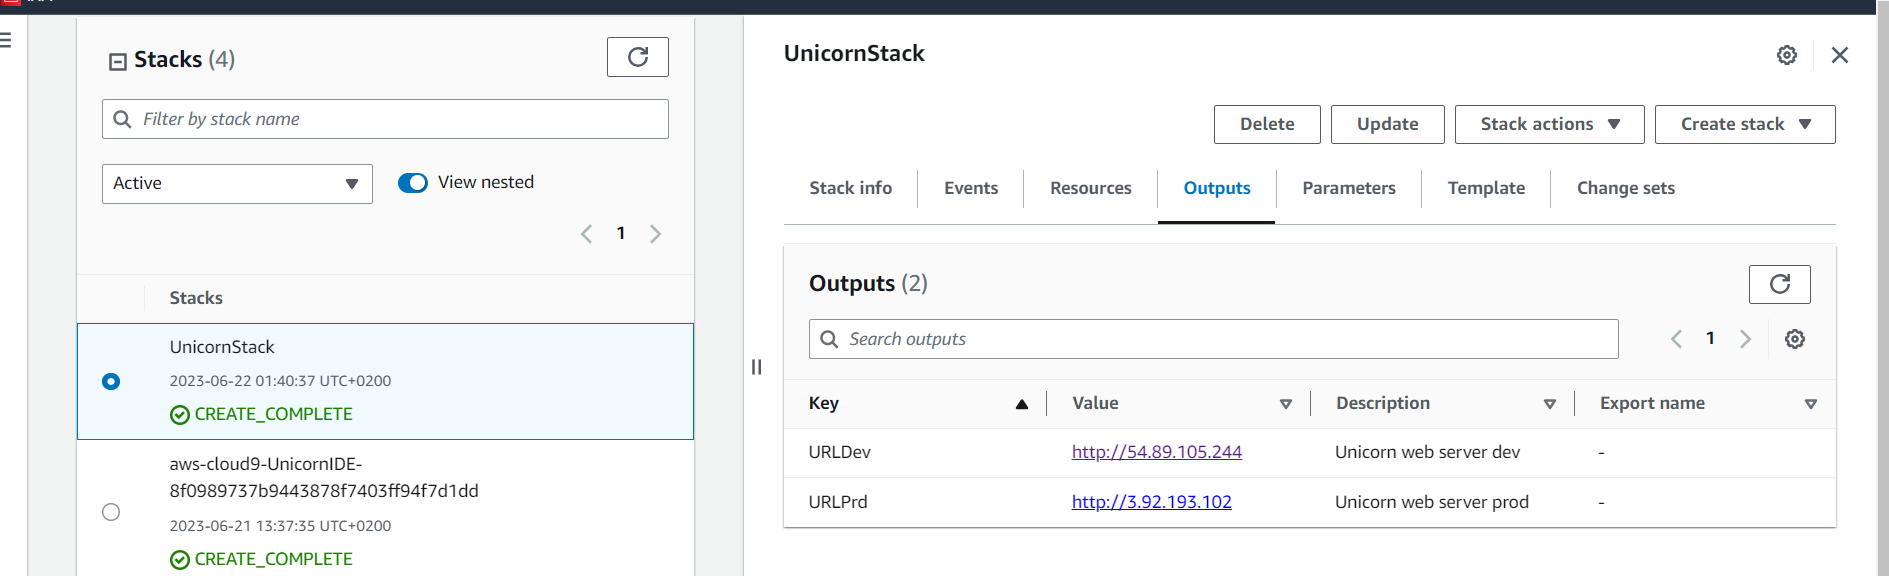 Stacks (4)
Filter by stack name
Active
View nested
1
Stacks
UnicornStack
2023-06-22 01:40:37 UTC+0200
CREATE_COMPLETE
aws-cloud9-UnicornIDE-
8f0989737b9443878f7403ff94f7d1dd
2023-06-21 13:37:35 UTC+0200
CREATE_COMPLETE
UnicornStack
Delete Update Stack actions Create stack
Stack info Events Resources Outputs Parameters Template Change sets
Outputs (2)
Search outputs
1
Key Value Description Export name
URLDev http://54.89.105.244 Unicorn web server dev -
URLPrd http://3.92.193.102 Unicorn web server prod -